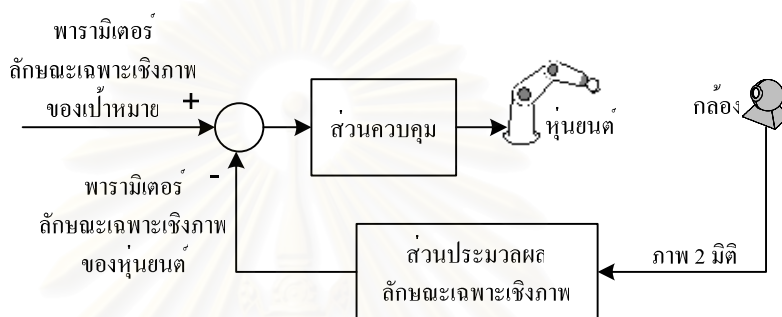 พารามิเตอร์
ลักษณะเฉพาะเชิงภาพ
ของเป้าหมาย
+
ส่วนควบคุม
หุ่นยนต์
กล้อง
-
พารามิเตอร์
ลักษณะเฉพาะเชิงภาพ
ของหุ่นยนต์
ส่วนประมวลผล
ลักษณะเฉพาะเชิงภาพ
ภาพ 2 มิติ